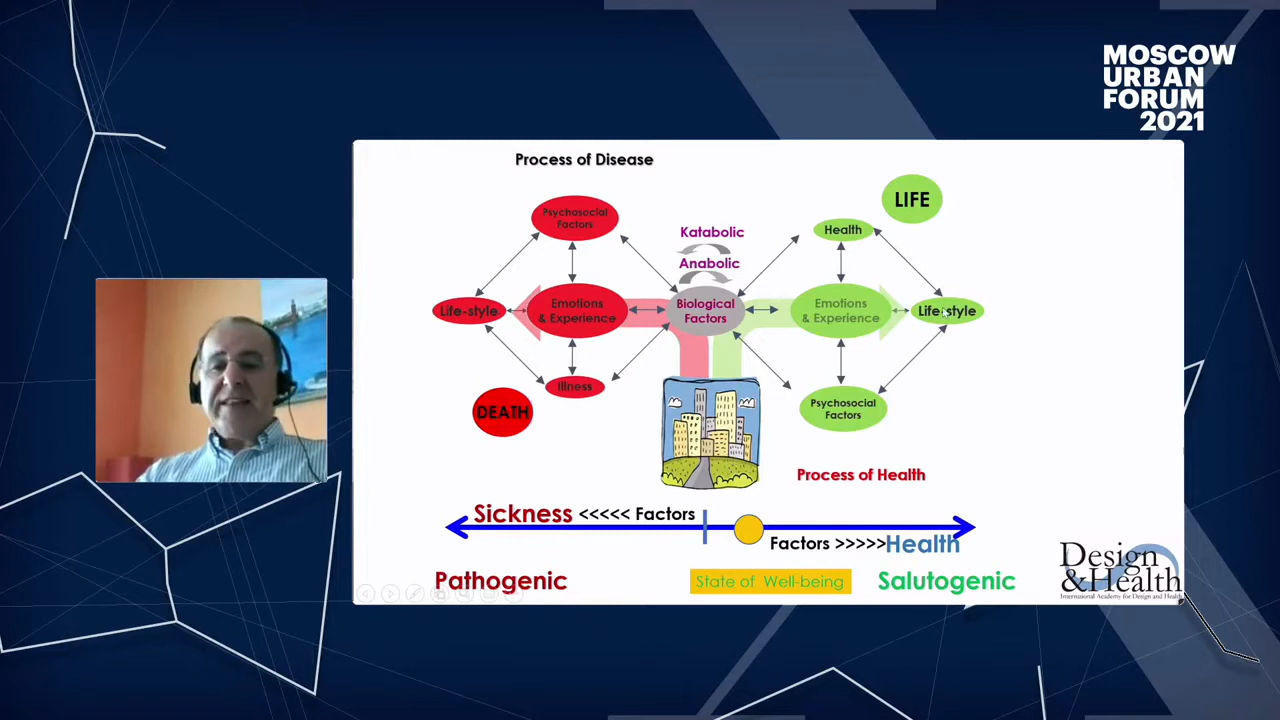 MOSCOW
URBAN
FORUM
2021
Process of Disease
LIFE
Psychosocial
Factors
Katabolic
Health
Anabolic
Life-style
Emotions
& Experience
Biological
Factors
Emotions
& Experience
Life-style
Illness
DEATH
Psychosocial
Factors
Process of Health
Sickness <<<<< Factors
Factors >>>>>Health
Pathogenic
State of Well-being
Salutogenic
Design
&Health
International Academy for Design and Health